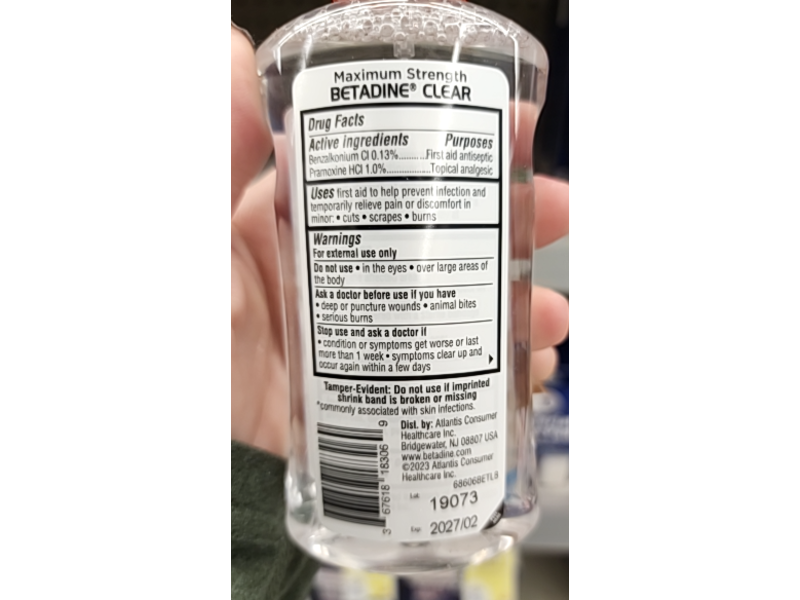 Maximum Strength
BETADINE® CLEAR
Drug Facts
Active ingredients Purposes
Benzalkonium Cl 0.13%..........First aid antiseptic
Pramoxine HCl 1.0%................Topical analgesic
Uses first aid to help prevent infection and
temporarily relieve pain or discomfort in
minor: • cuts • scrapes • burns
Warnings
For external use only
Do not use • in the eyes • over large areas of
the body
Ask a doctor before use if you have
• deep or puncture wounds • animal bites
• serious burns
Stop use and ask a doctor if
• condition or symptoms get worse or last
more than 1 week • symptoms clear up and
occur again within a few days
Tamper-Evident: Do not use if imprinted
shrink band is broken or missing
*commonly associated with skin infections.
Dist. by: Atlantis Consumer
Healthcare Inc.
Bridgewater, NJ 08807 USA
www.betadine.com
©2023 Atlantis Consumer
Healthcare Inc.
68606BETLB
3 67618 18306 9
Lot 19073
Exp 2027/02